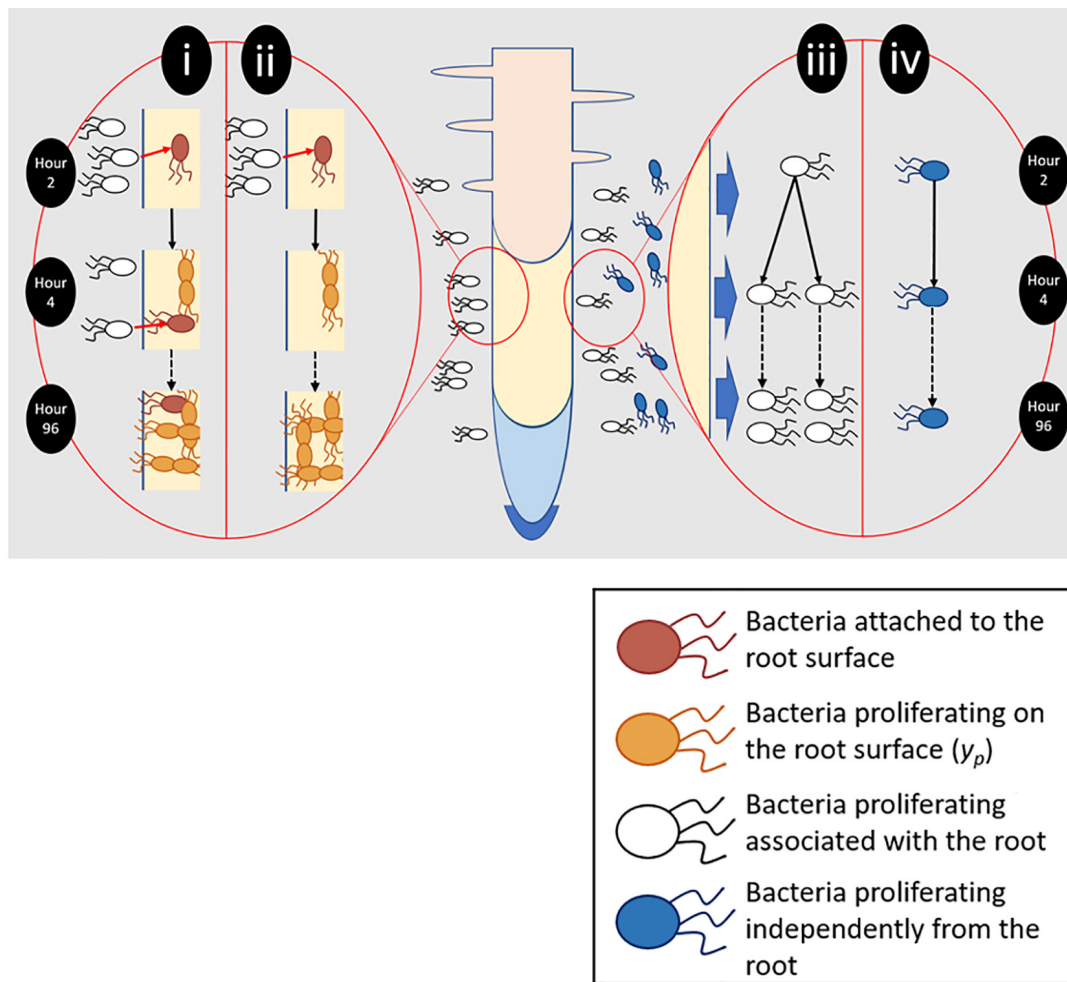 i
ii
iii
iv
Hour
2
Hour
4
Hour
96
Hour
2
Hour
4
Hour
96
Bacteria attached to the
root surface
Bacteria proliferating on
the root surface (yp)
Bacteria proliferating
associated with the root
Bacteria proliferating
independently from the
root